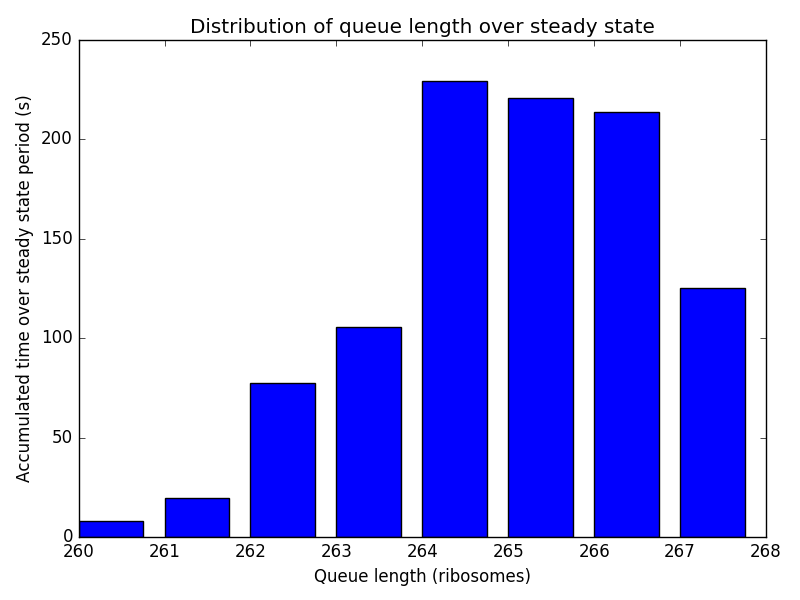 Distribution of queue length over steady state
250
200
150
100
50
0
260 261 262 263 264 265 266 267 268
Accumulated time over steady state period (s)
Queue length (ribosomes)